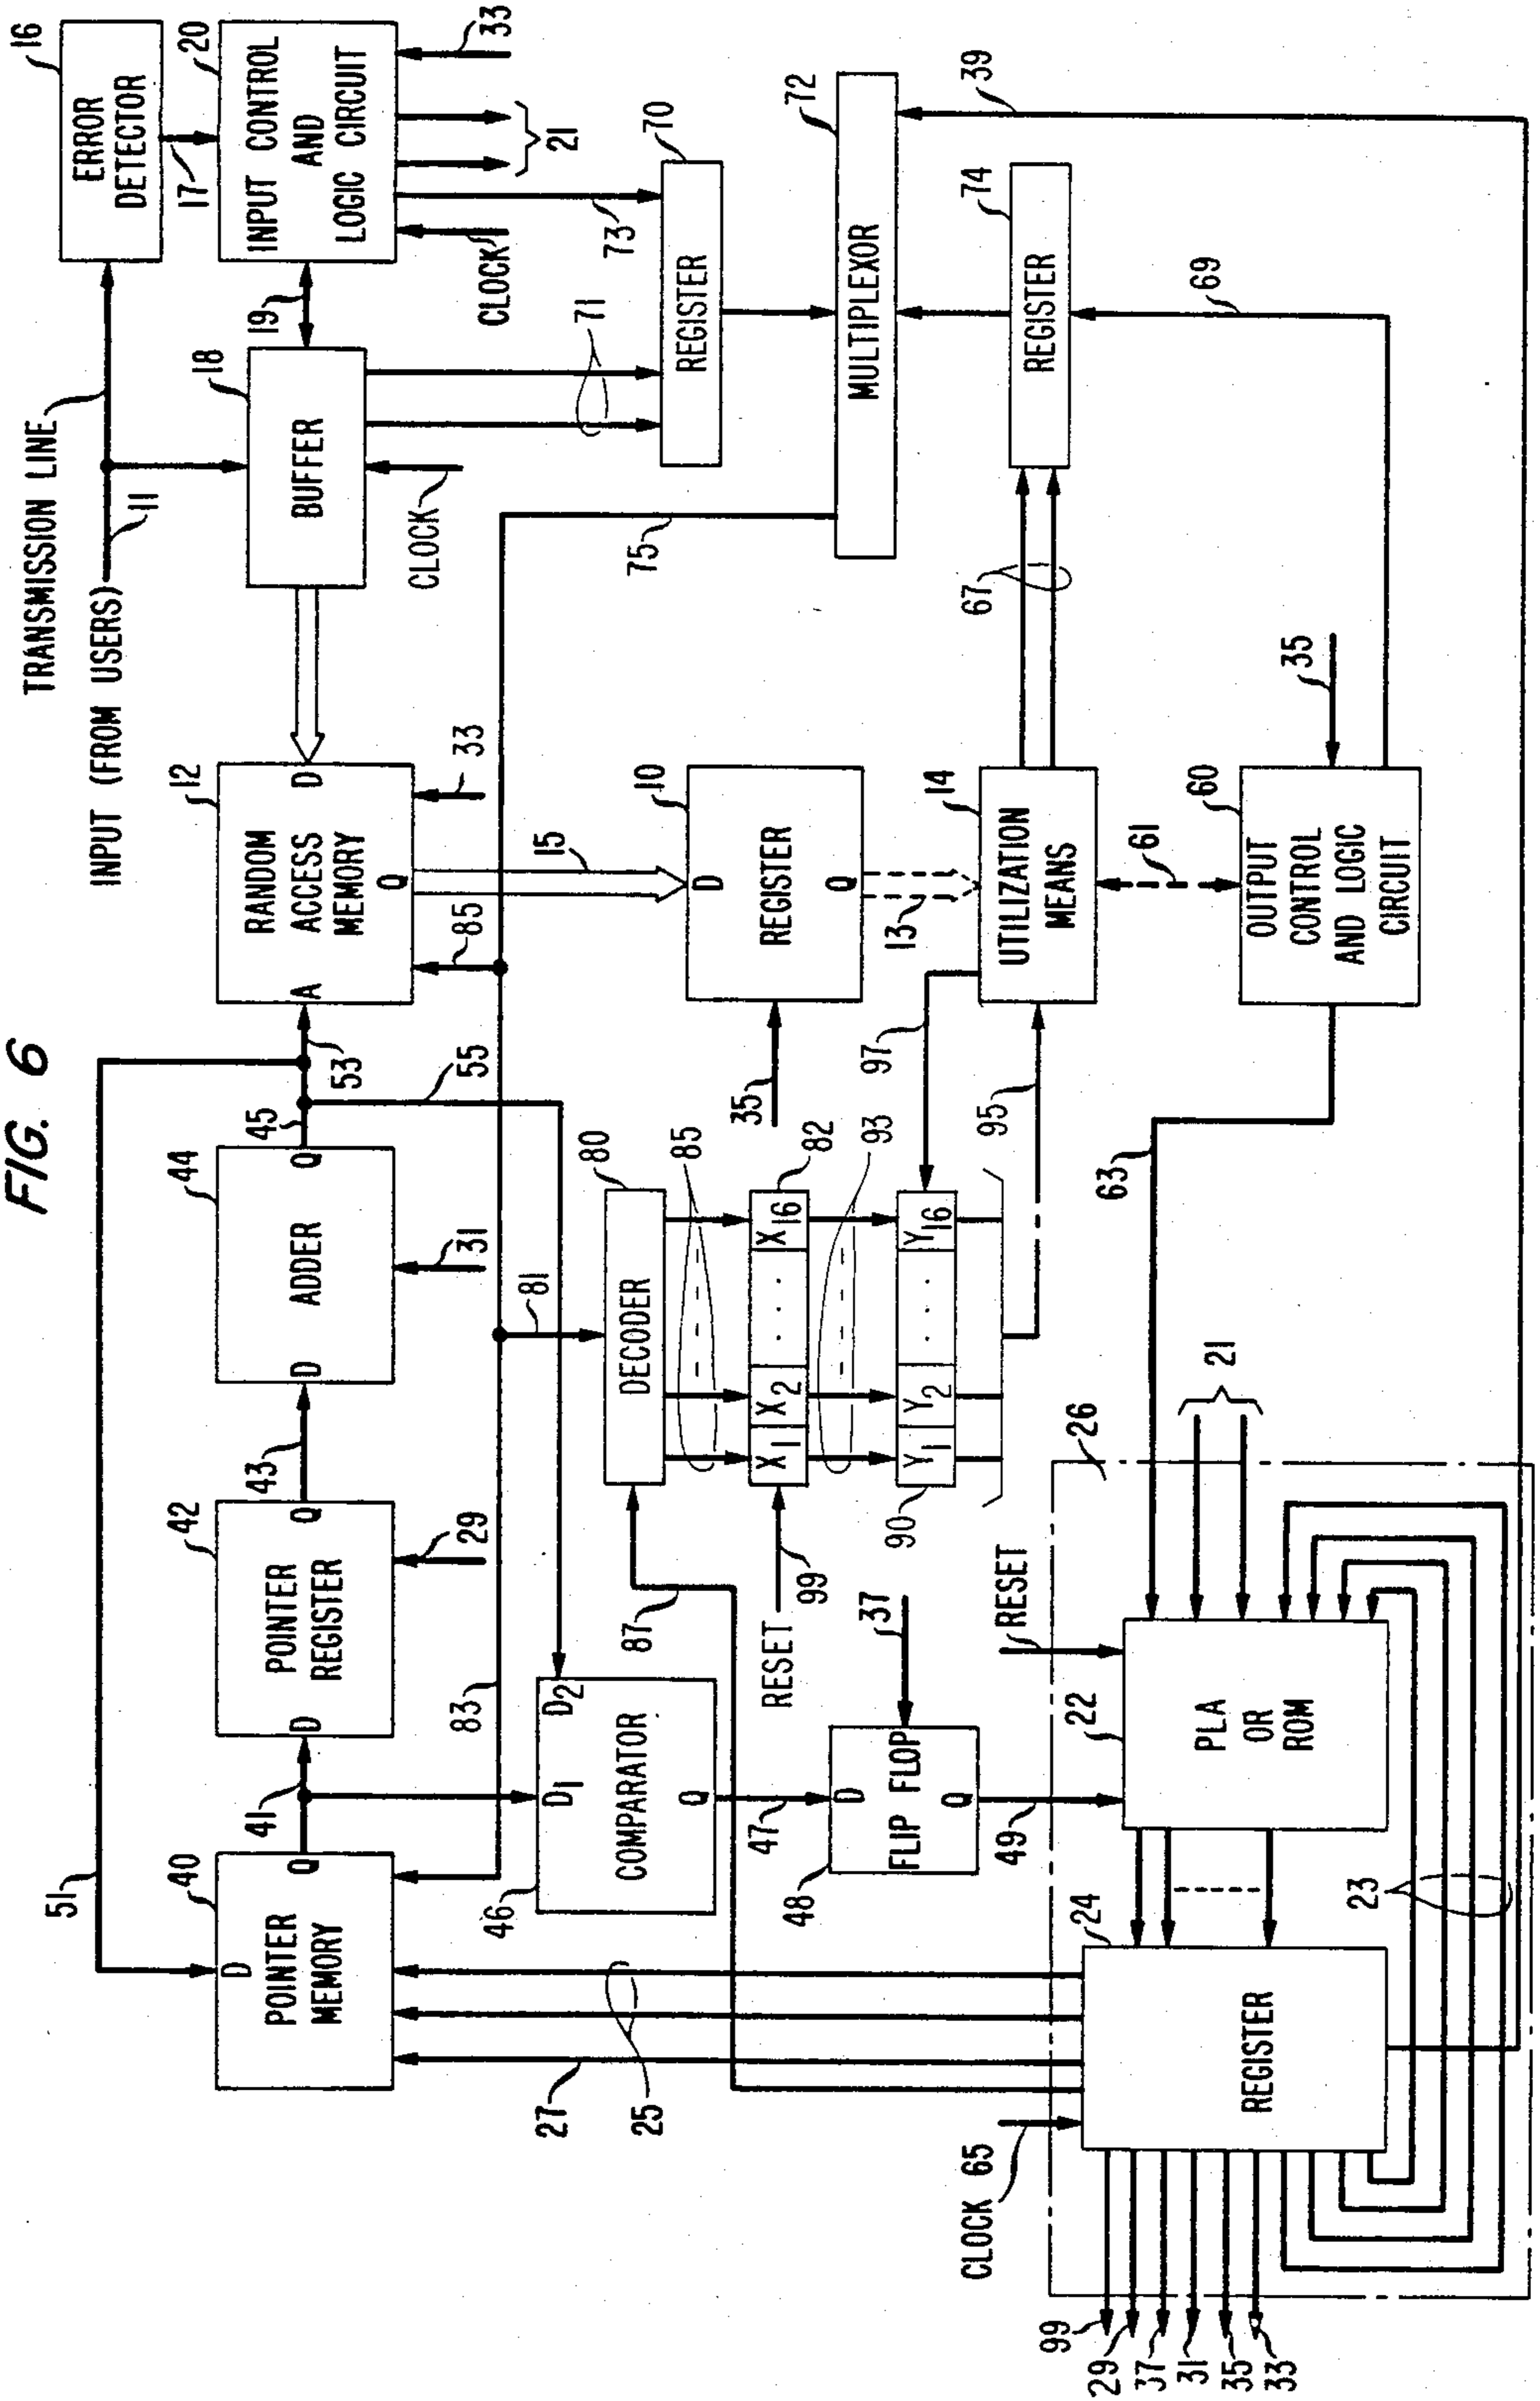 FIG. 6
TRANSMISSION LINE
INPUT (FROM USERS)
11
16
ERROR
DETECTOR
17
20
INPUT CONTROL
AND
LOGIC CIRCUIT
33
21
73
CLOCK
19
18
BUFFER
CLOCK
71
70
REGISTER
72
MULTIPLEXOR
39
74
REGISTER
69
75
67
12
RANDOM
ACCESS
MEMORY
D
A
Q
33
85
15
10
D
REGISTER
Q
35
13
14
UTILIZATION
MEANS
61
60
OUTPUT
CONTROL
AND LOGIC
CIRCUIT
35
63
97
95
51
40
D
POINTER
MEMORY
Q
41
42
D
POINTER
REGISTER
Q
29
43
44
D
ADDER
Q
31
45
53
55
83
81
80
DECODER
85
82
X1 X2 . . . X16
93
90
Y1 Y2 . . . Y16
87
RESET
99
46
D1
D2
COMPARATOR
Q
47
48
D
FLIP FLOP
Q
37
49
27
25
CLOCK 65
RESET
26
21
22
PLA
OR
ROM
23
24
REGISTER
99
29
37
31
35
33